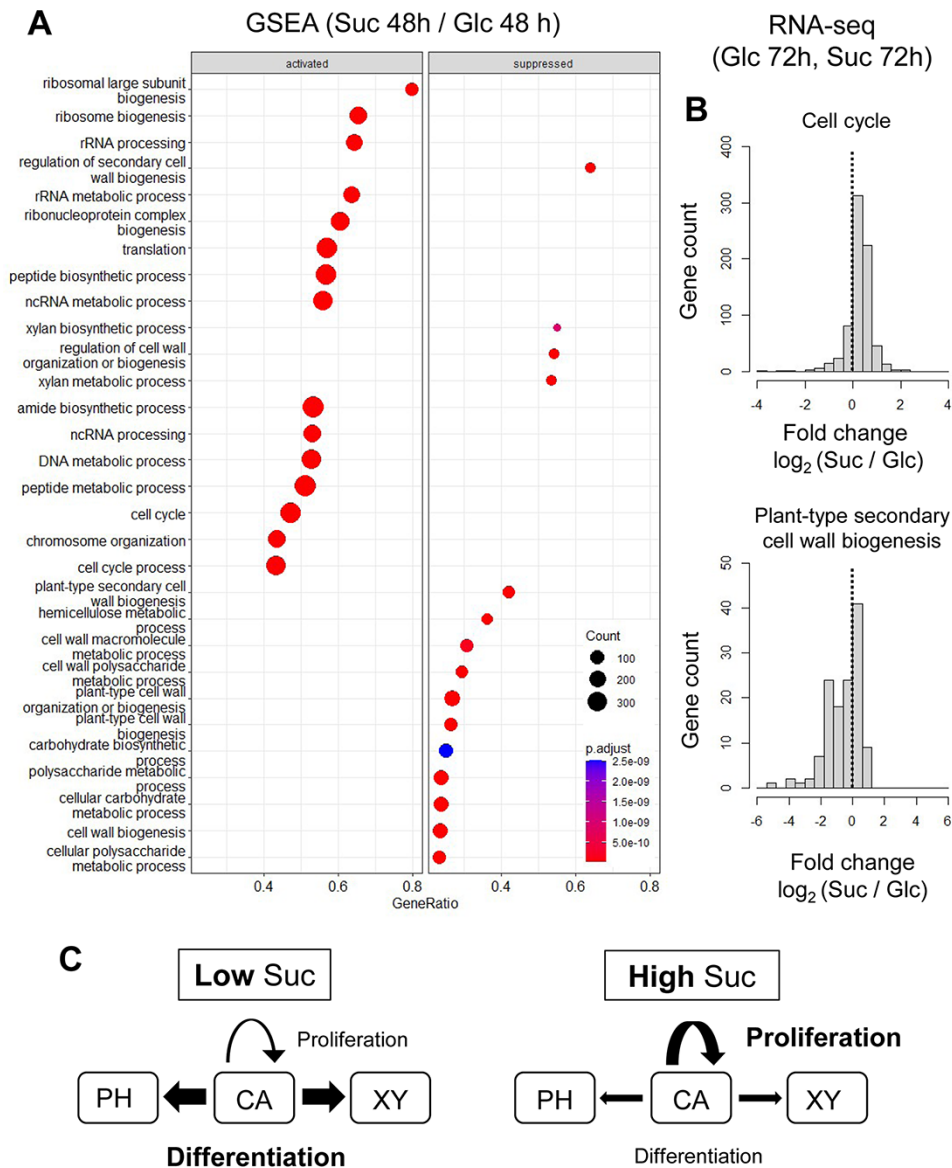 A
GSEA (Suc 48h / Glc 48 h)
activated
suppressed
ribosomal large subunit
biogenesis
ribosome biogenesis
rRNA processing
regulation of secondary cell
wall biogenesis
rRNA metabolic process
ribonucleoprotein complex
biogenesis
translation
peptide biosynthetic process
ncRNA metabolic process
xylan biosynthetic process
regulation of cell wall
organization or biogenesis
xylan metabolic process
amide biosynthetic process
ncRNA processing
DNA metabolic process
peptide metabolic process
cell cycle
chromosome organization
cell cycle process
plant-type secondary cell
wall biogenesis
hemicellulose metabolic
process
cell wall macromolecule
metabolic process
cell wall polysaccharide
metabolic process
plant-type cell wall
organization or biogenesis
plant-type cell wall
biogenesis
carbohydrate biosynthetic
process
polysaccharide metabolic
process
cellular carbohydrate
metabolic process
cell wall biogenesis
cellular polysaccharide
metabolic process
Count
100
200
300
p.adjust
2.5e-09
2.0e-09
1.5e-09
1.0e-09
5.0e-10
0.4 0.6 0.8 0.4 0.6 0.8
GeneRatio
RNA-seq
(Glc 72h, Suc 72h)
B
Cell cycle
Gene count
400
300
200
100
0
-4 -2 0 2 4
Fold change
log2 (Suc / Glc)
Plant-type secondary
cell wall biogenesis
Gene count
50
40
30
20
10
0
-6 -4 -2 0 2 4 6
Fold change
log2 (Suc / Glc)
C
Low Suc
Proliferation
PH CA XY
Differentiation
High Suc
Proliferation
PH CA XY
Differentiation